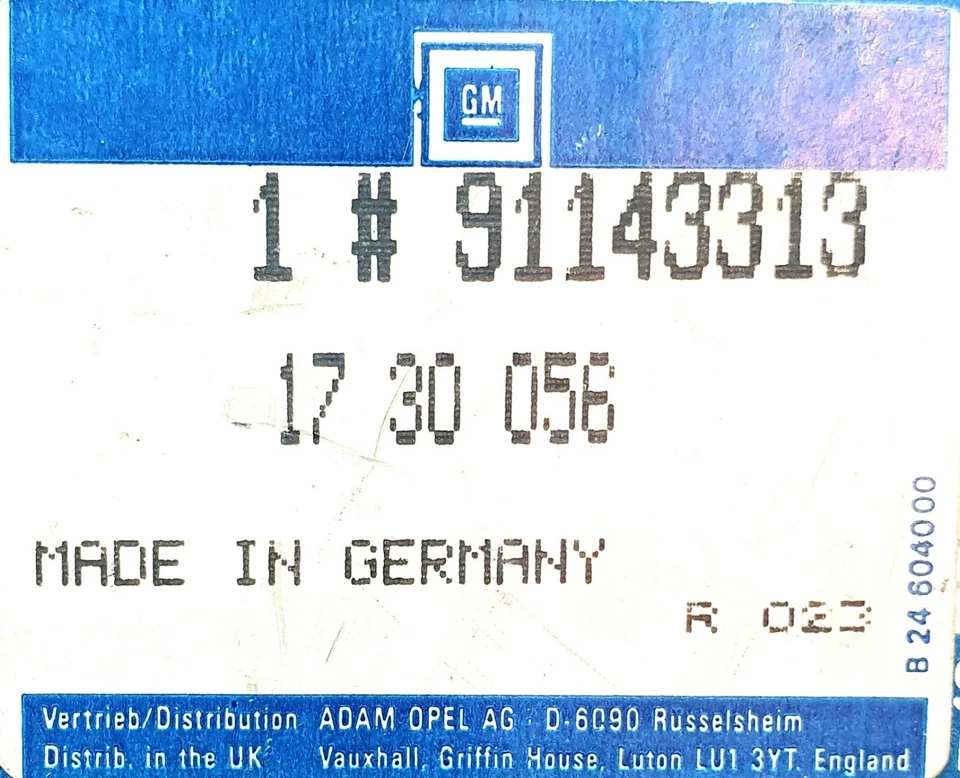 GM
1 # 91143313
17 30 056
MADE IN GERMANY
R 023
B 24 604000
Vertrieb/Distribution ADAM OPEL AG · D-6090 Rüsselsheim
Distrib. in the UK Vauxhall, Griffin House, Luton LU1 3YT. England